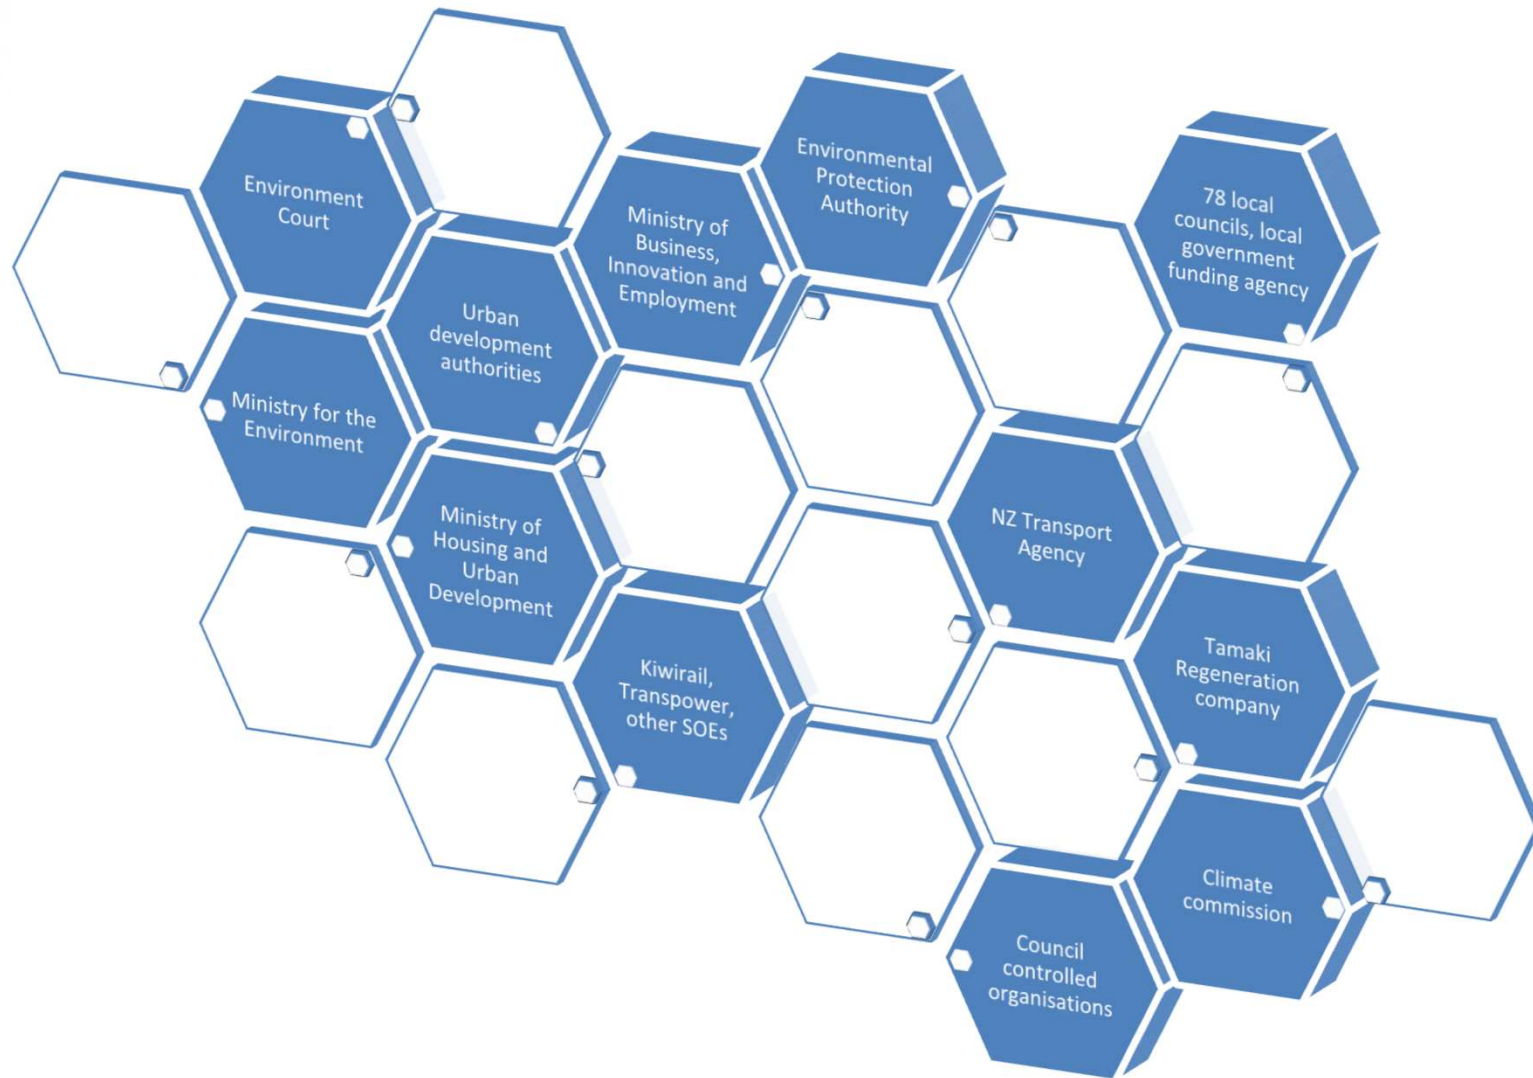 Environment
Court
Ministry of
Business,
Innovation and
Employment
Environmental
Protection
Authority
78 local
councils, local
government
funding agency
Urban
development
authorities
Ministry for the
Environment
Ministry of
Housing and
Urban
Development
NZ Transport
Agency
Kiwirail,
Transpower,
other SOEs
Tamaki
Regeneration
company
Climate
commission
Council
controlled
organisations